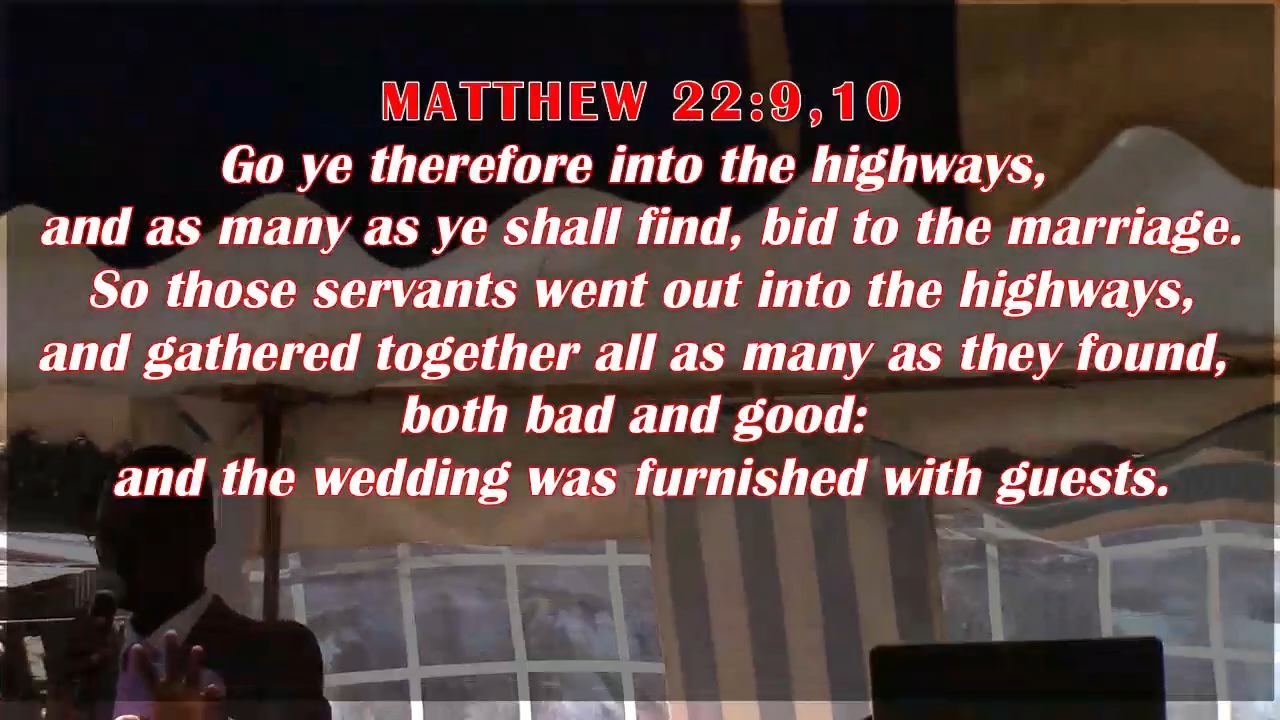 MATTHEW 22:9,10
Go ye therefore into the highways,
and as many as ye shall find, bid to the marriage.
So those servants went out into the highways,
and gathered together all as many as they found,
both bad and good:
and the wedding was furnished with guests.